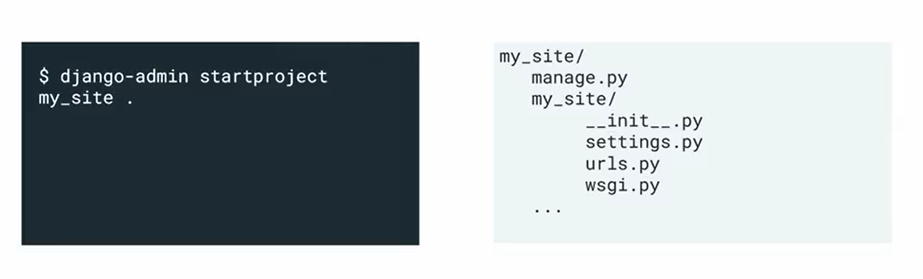 $ django-admin startproject
my_site .
my_site/
manage.py
my_site/
__init__.py
settings.py
urls.py
wsgi.py
...